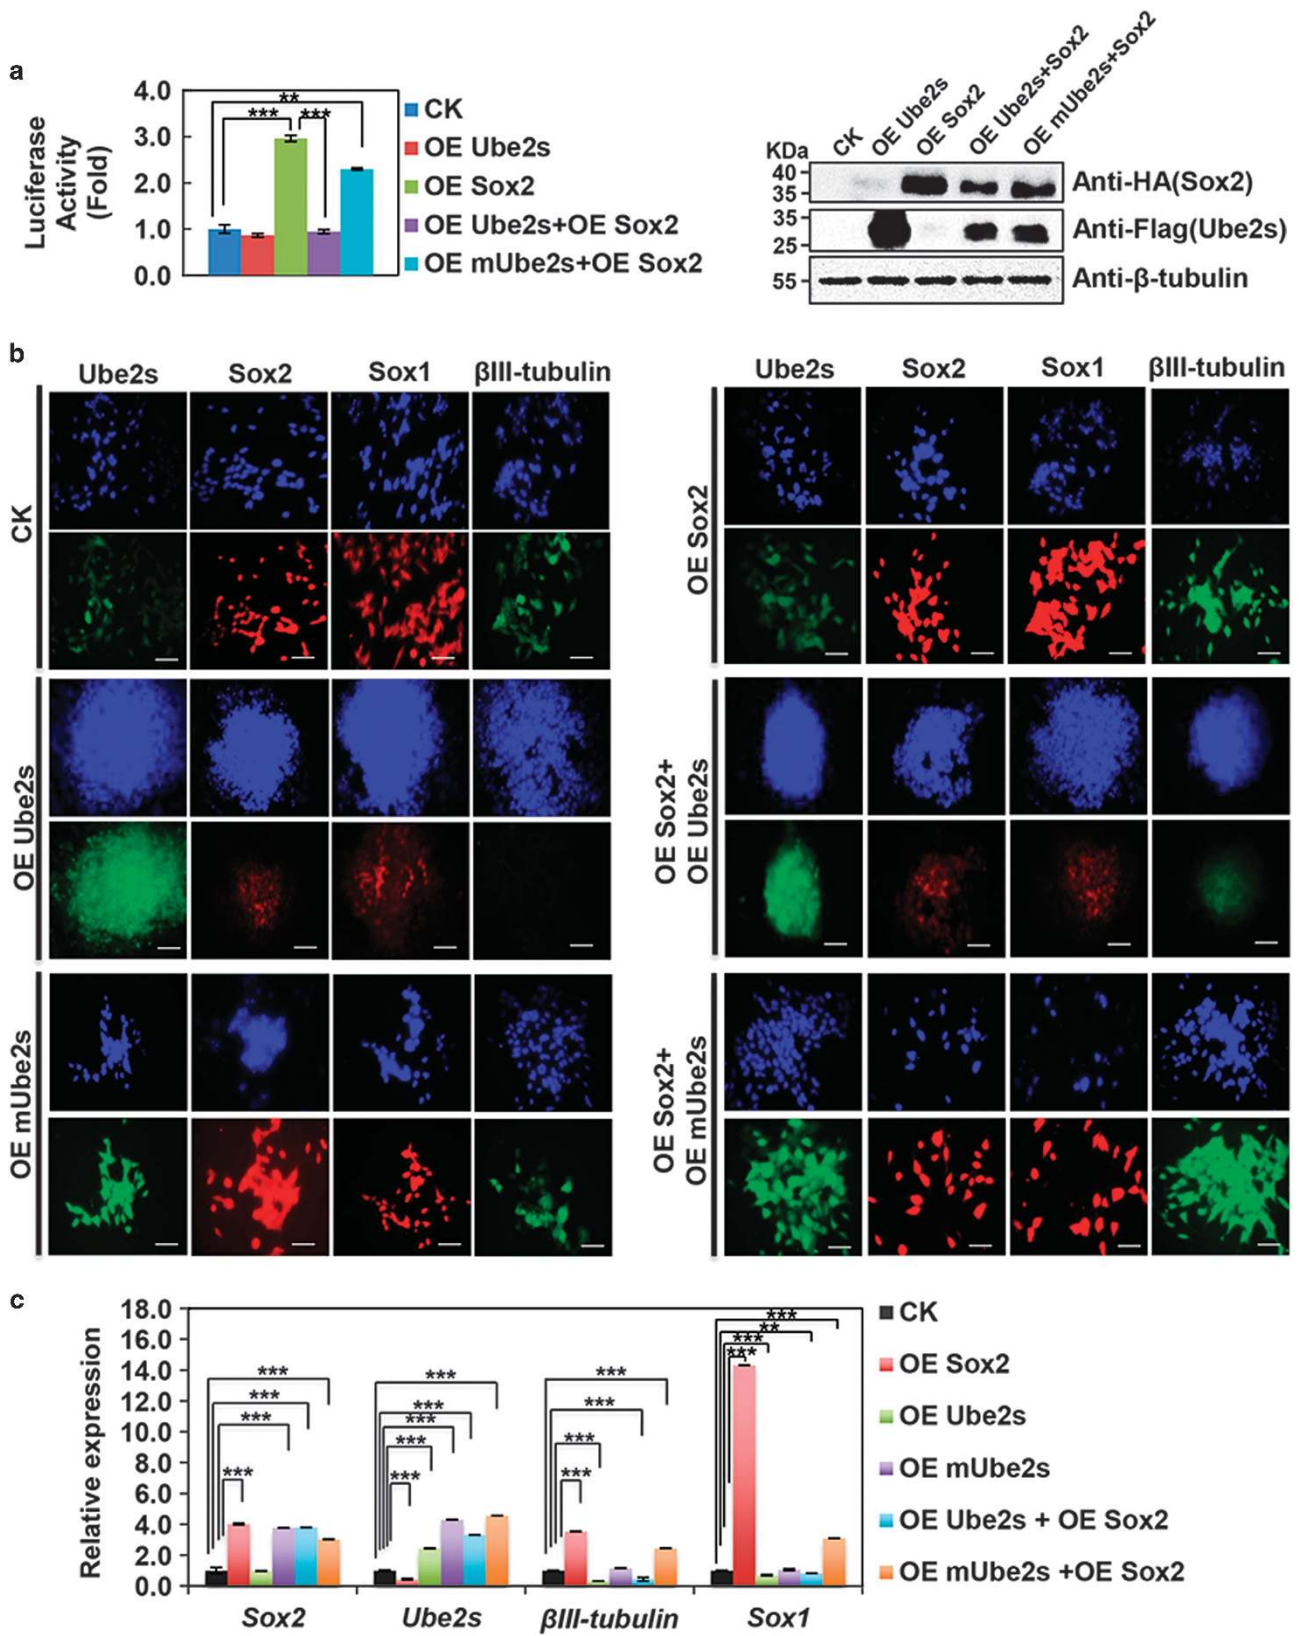 a
4.0
3.0
2.0
1.0
0.0
Luciferase
Activity
(Fold)
** 
*** ***
CK
OE Ube2s
OE Sox2
OE Ube2s+OE Sox2
OE mUbe2s+OE Sox2
CK
OE Ube2s
OE Sox2
OE Ube2s+Sox2
OE mUbe2s+Sox2
KDa
40
35
Anti-HA(Sox2)
35
25
Anti-Flag(Ube2s)
55
Anti-β-tubulin
b
Ube2s Sox2 Sox1 βIII-tubulin
CK
OE Ube2s
OE mUbe2s
Ube2s Sox2 Sox1 βIII-tubulin
OE Sox2
OE Sox2+
OE Ube2s
OE Sox2+
OE mUbe2s
c
Relative expression
18.0
16.0
14.0
12.0
10.0
8.0
6.0
4.0
2.0
0.0
***
***
***
***
***
***
***
***
***
***
***
***
***
***
**
***
***
Sox2 Ube2s βIII-tubulin Sox1
CK
OE Sox2
OE Ube2s
OE mUbe2s
OE Ube2s + OE Sox2
OE mUbe2s +OE Sox2